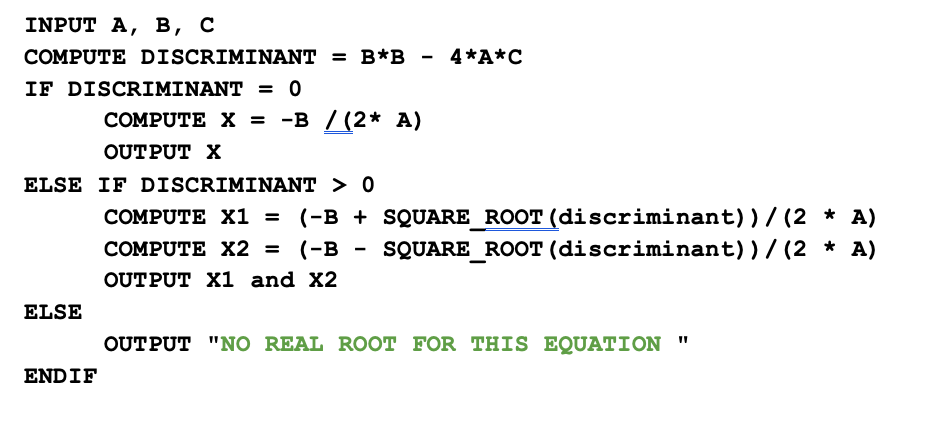 INPUT A, B, C
COMPUTE DISCRIMINANT = B*B - 4*A*C
IF DISCRIMINANT = 0
COMPUTE X = -B /(2* A)
OUTPUT X
ELSE IF DISCRIMINANT > 0
COMPUTE X1 = (-B + SQUARE_ROOT(discriminant))/(2 * A)
COMPUTE X2 = (-B - SQUARE_ROOT(discriminant))/(2 * A)
OUTPUT X1 and X2
ELSE
OUTPUT "NO REAL ROOT FOR THIS EQUATION "
ENDIF